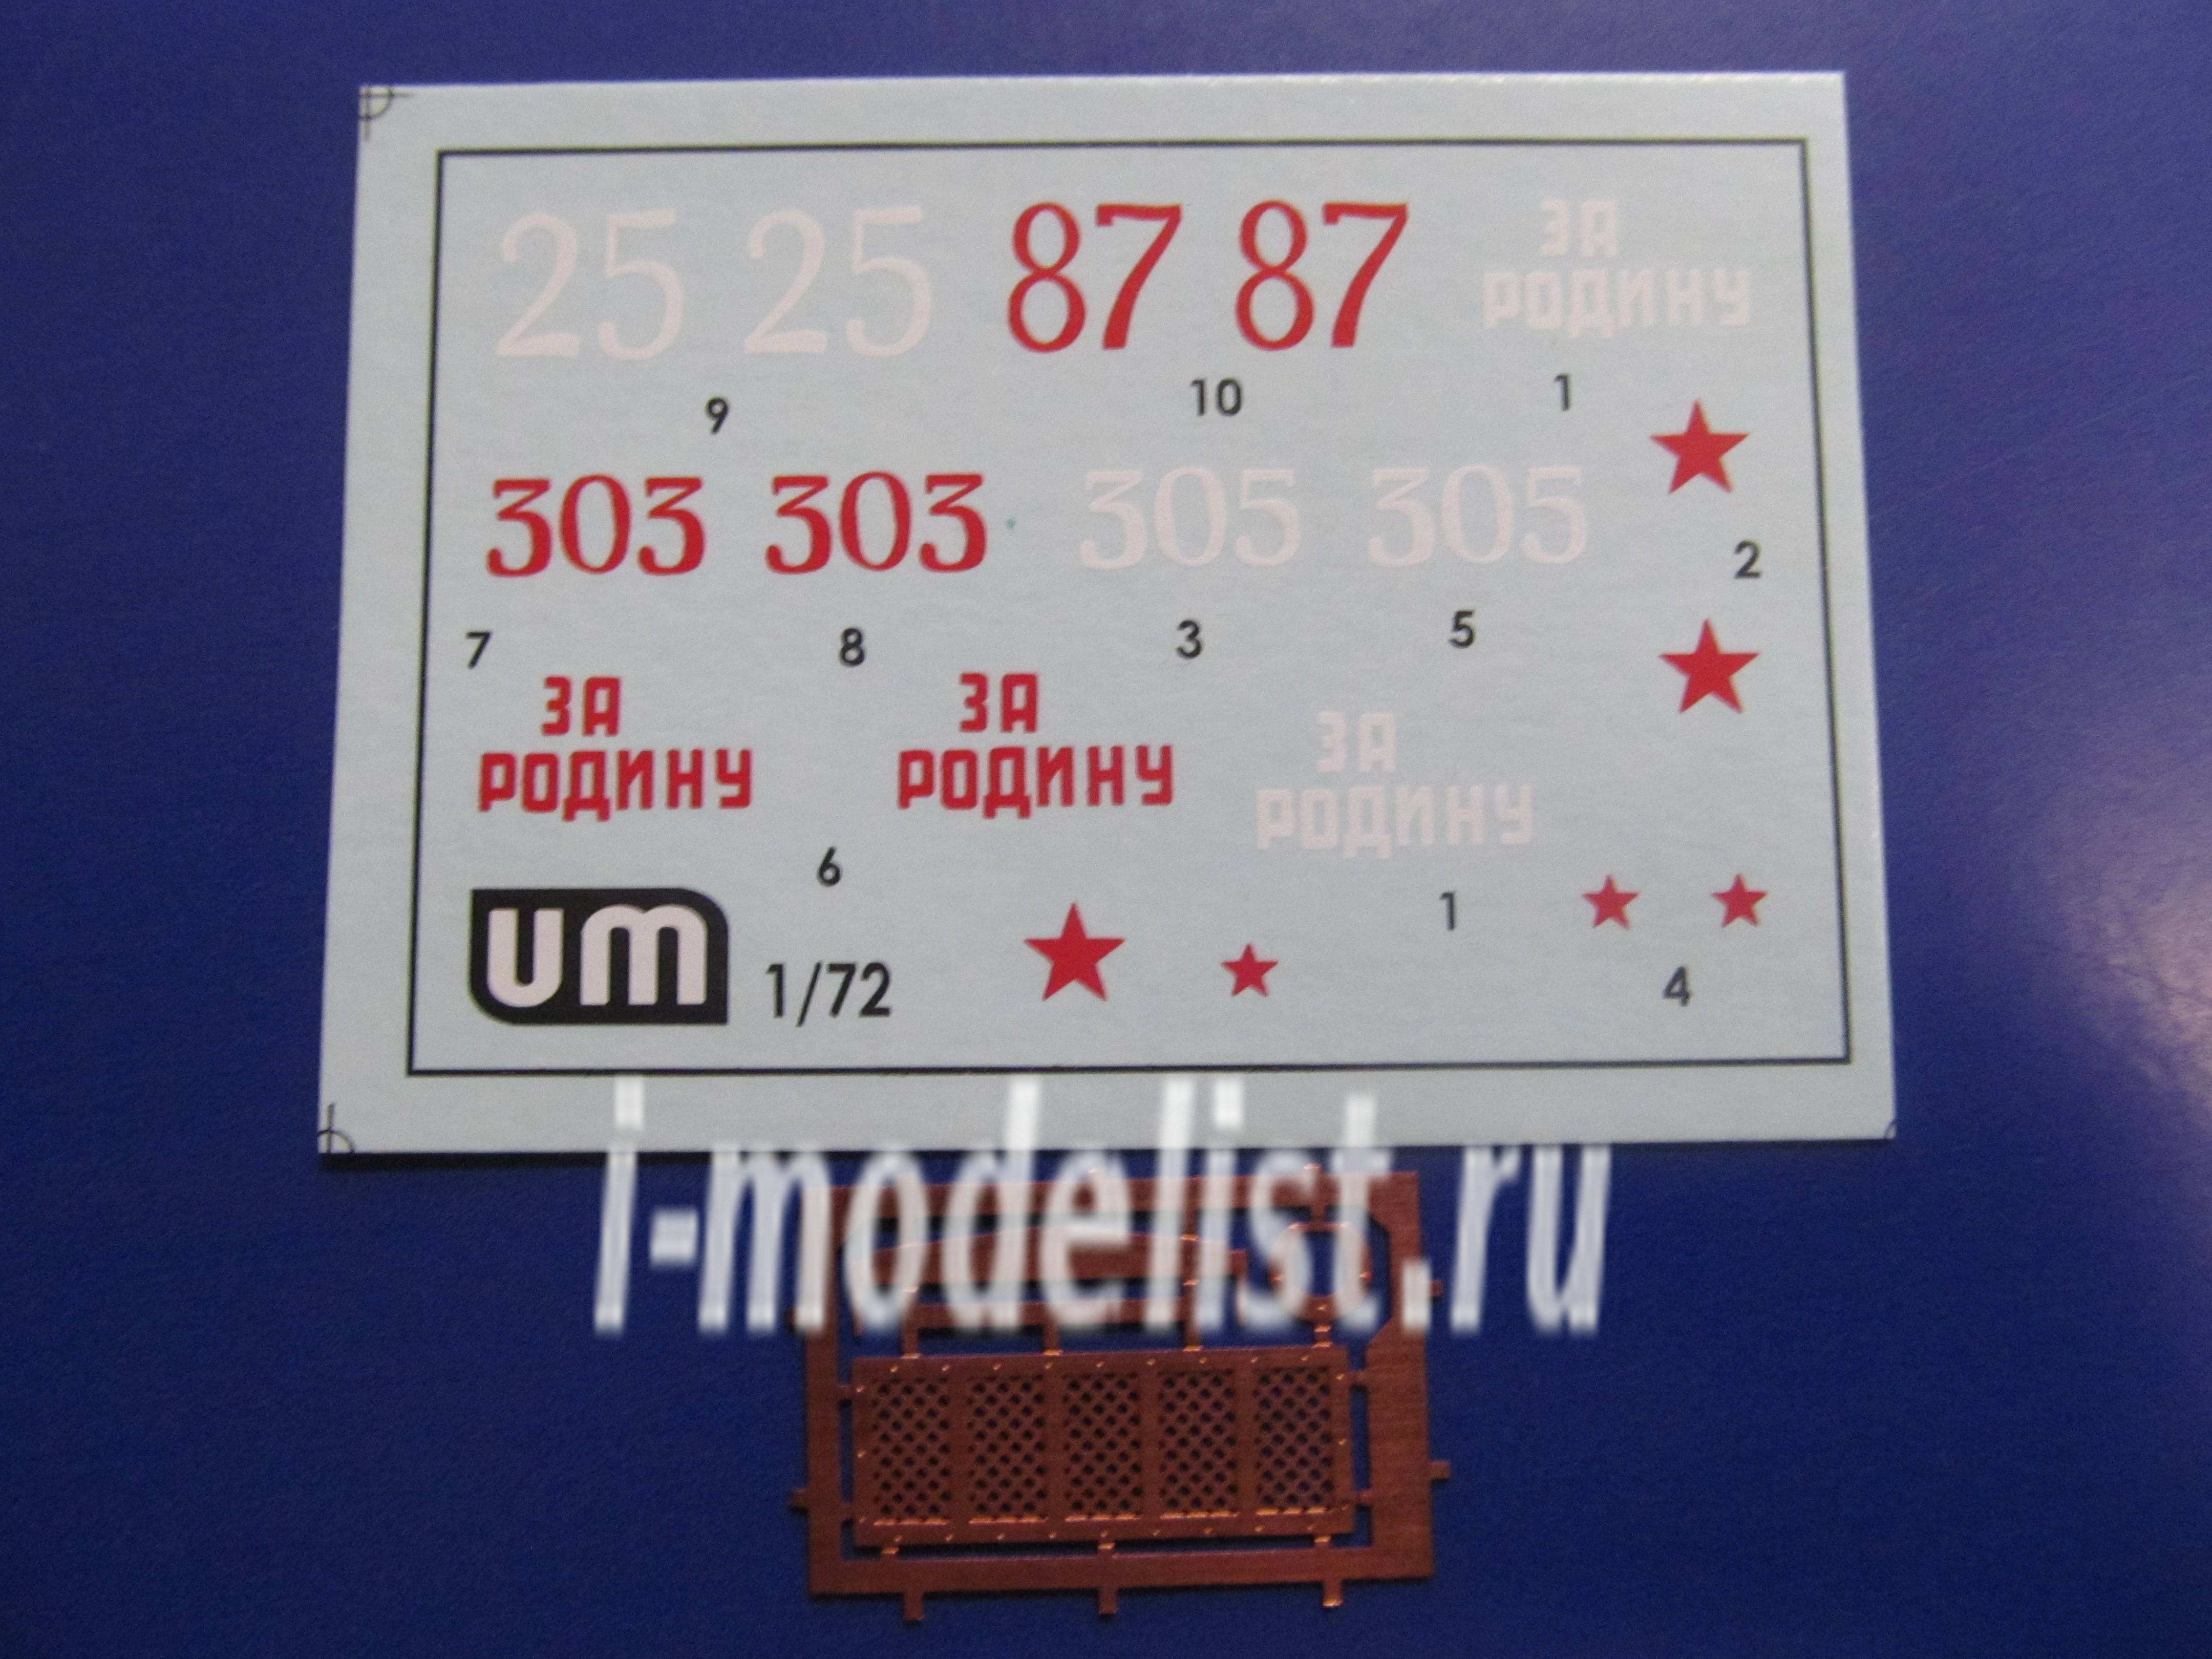 25 25 87 87 ЗА
РОДИНУ
9 10 1
303 303 305 305
2
7 8 3 5
ЗА ЗА ЗА
РОДИНУ РОДИНУ РОДИНУ
6 1
um 1/72 4
i-modelist.ru